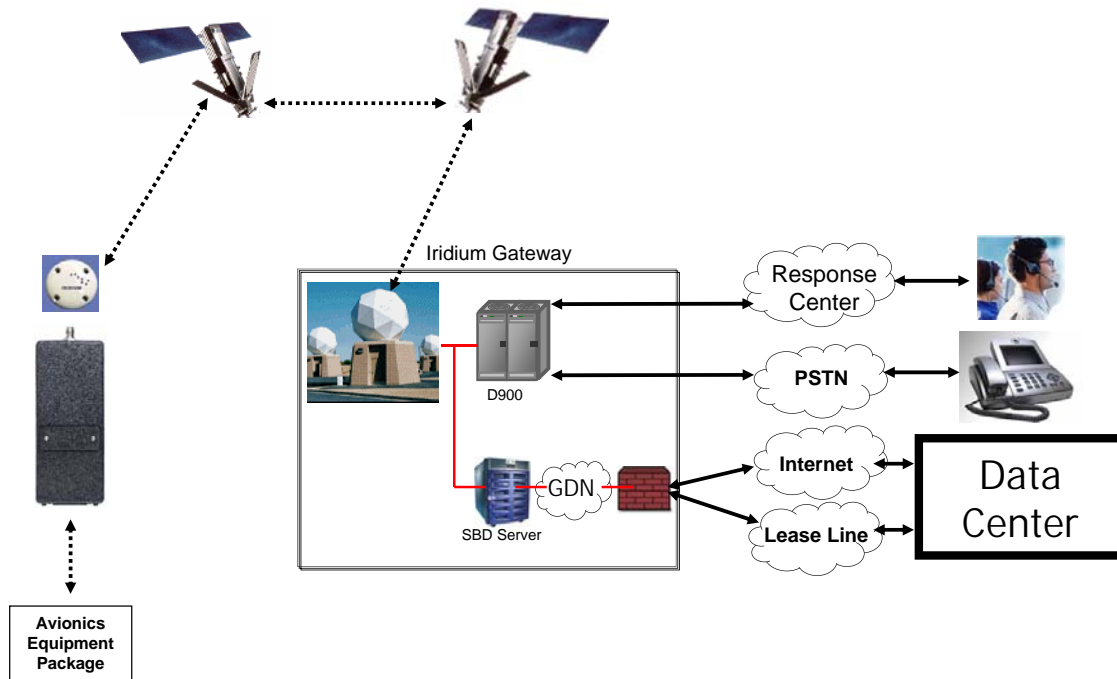 Iridium Gateway
Response
Center
D900
PSTN
Internet
GDN
SBD Server
Lease Line
Data
Center
Avionics
Equipment
Package